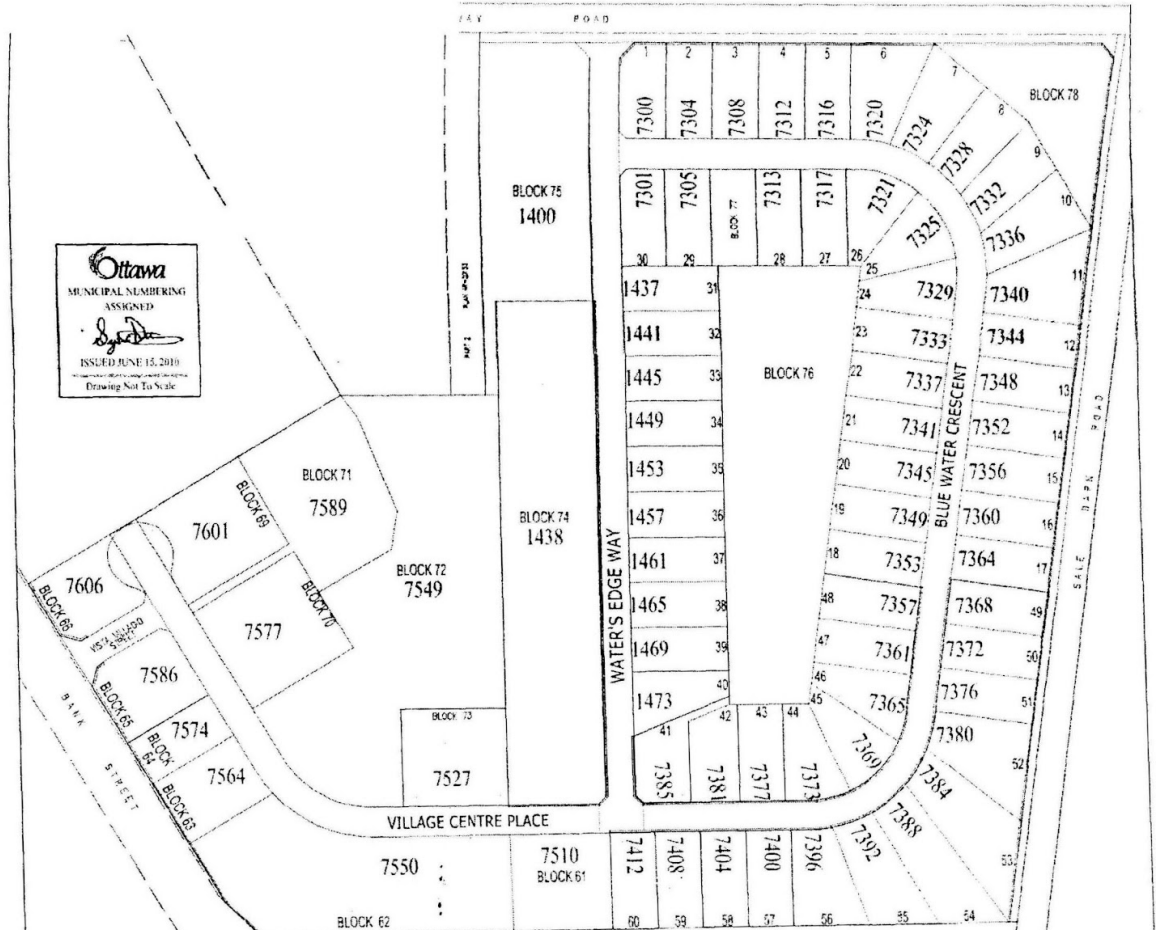 ROAD
1 2 3 4 5 6
7
8
9
10
BLOCK 78
7300 7304 7308 7312 7316 7320 7324 7328 7332 7336
BLOCK 75
1400
7301 7305 BLOCK 77 7313 7317 7321 7325
30 29 28 27 26 25
Ottawa
MUNICIPAL NUMBERING
ASSIGNED
ISSUED JUNE 15, 2010
Drawing Not To Scale
PART 2
1437 31
1441 32
1445 33
1449 34
1453 35
1457 36
1461 37
1465 38
1469 39
1473 40
BLOCK 76
24 7329
23 7333
22 7337
21 7341
20 7345
19 7349
18 7353
48 7357
47 7361
46 7365
45 7369
BLUE WATER CRESCENT
7340 11
7344 12
7348 13
7352 14
7356 15
7360 16
7364 17
7368 49
7372 50
7376 51
7380 52
7384 53
7388
7392
SALE BARN ROAD
WATER'S EDGE WAY
BLOCK 74
1438
BLOCK 71
7589
BLOCK 69
7601
BLOCK 72
7549
BLOCK 70
7577
7606
BLOCK 66
STREET
7586
BLOCK 65
7574
BLOCK 64
7564
BLOCK 63
BANK STREET
BLOCK 73
7527
41 42 43 44
7385 7381 7377 7373
VILLAGE CENTRE PLACE
7550
BLOCK 62
7510
BLOCK 61
7412 7408 7404 7400 7396
60 59 58 57 56 55 54